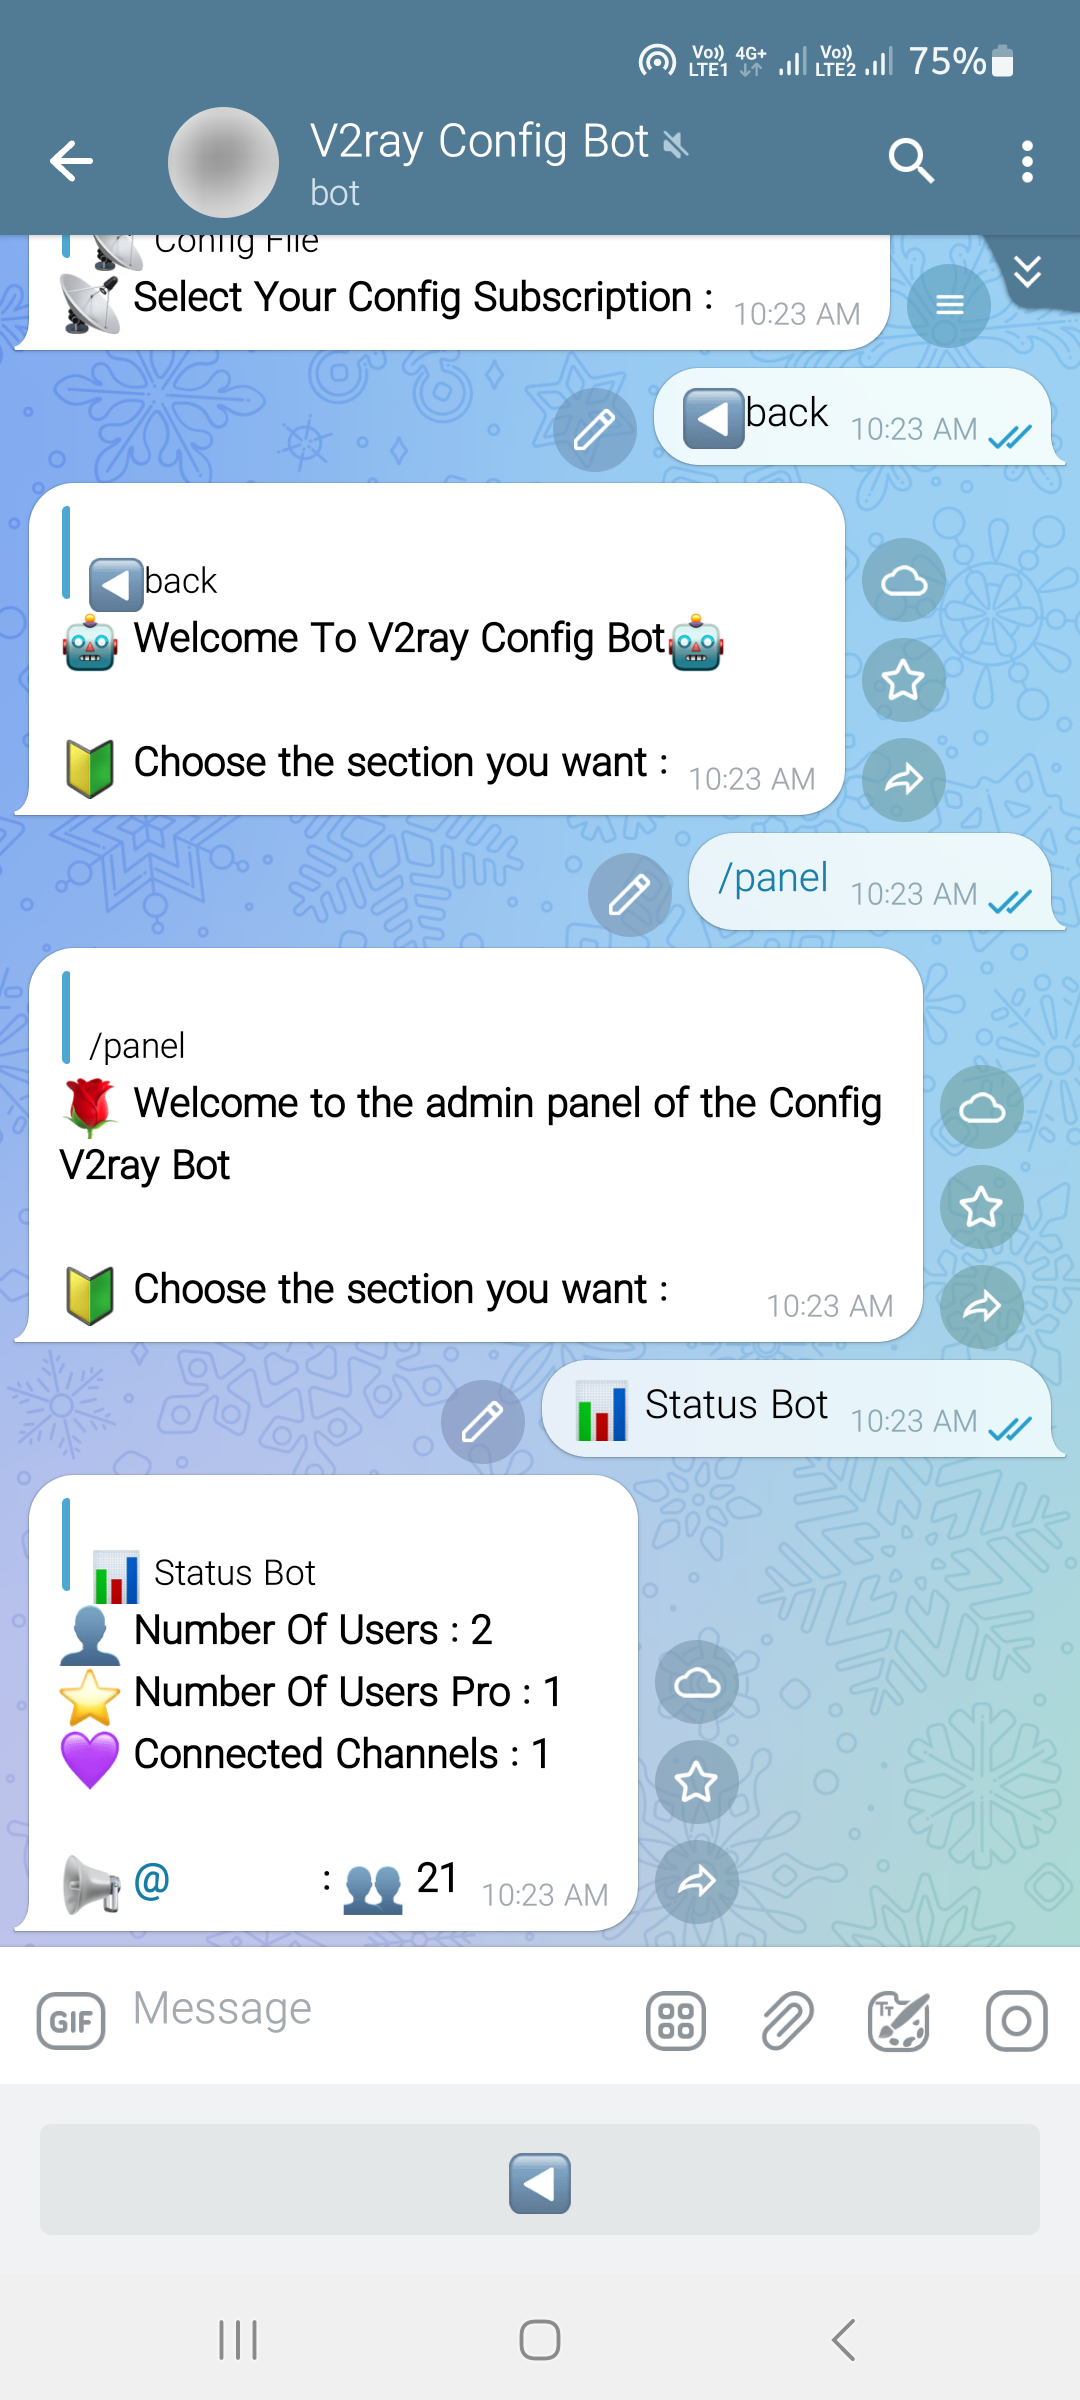 Vo)) LTE1 4G+ Vo)) LTE2 75%
V2ray Config Bot
bot
Config File
Select Your Config Subscription : 10:23 AM
back 10:23 AM
back
Welcome To V2ray Config Bot
Choose the section you want : 10:23 AM
/panel 10:23 AM
/panel
Welcome to the admin panel of the Config
V2ray Bot
Choose the section you want : 10:23 AM
Status Bot 10:23 AM
Status Bot
Number Of Users : 2
Number Of Users Pro : 1
Connected Channels : 1
@ : 21 10:23 AM
GIF Message